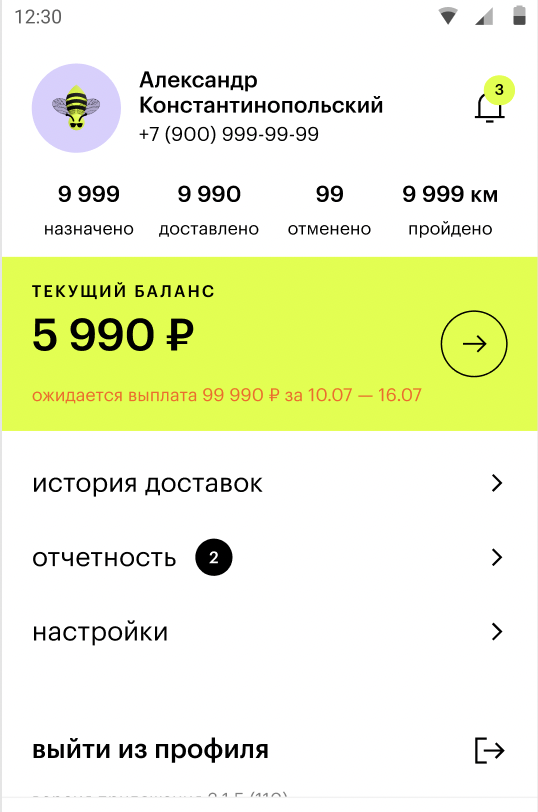 12:30
Александр
Константинопольский
+7 (900) 999-99-99
3
9 999 9 990 99 9 999 км
назначено доставлено отменено пройдено
ТЕКУЩИЙ БАЛАНС
5 990 ₽
ожидается выплата 99 990 ₽ за 10.07 — 16.07
история доставок
отчетность 2
настройки
выйти из профиля